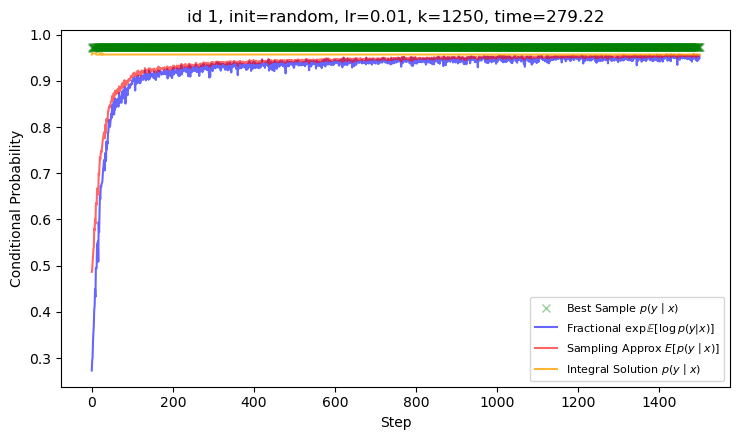 id 1, init=random, lr=0.01, k=1250, time=279.22
Conditional Probability
1.0
0.9
0.8
0.7
0.6
0.5
0.4
0.3
0
200
400
600
800
1000
1200
1400
Step
Best Sample p(y | x)
Fractional exp𝔼[log p(y|x)]
Sampling Approx E[p(y | x)]
Integral Solution p(y | x)